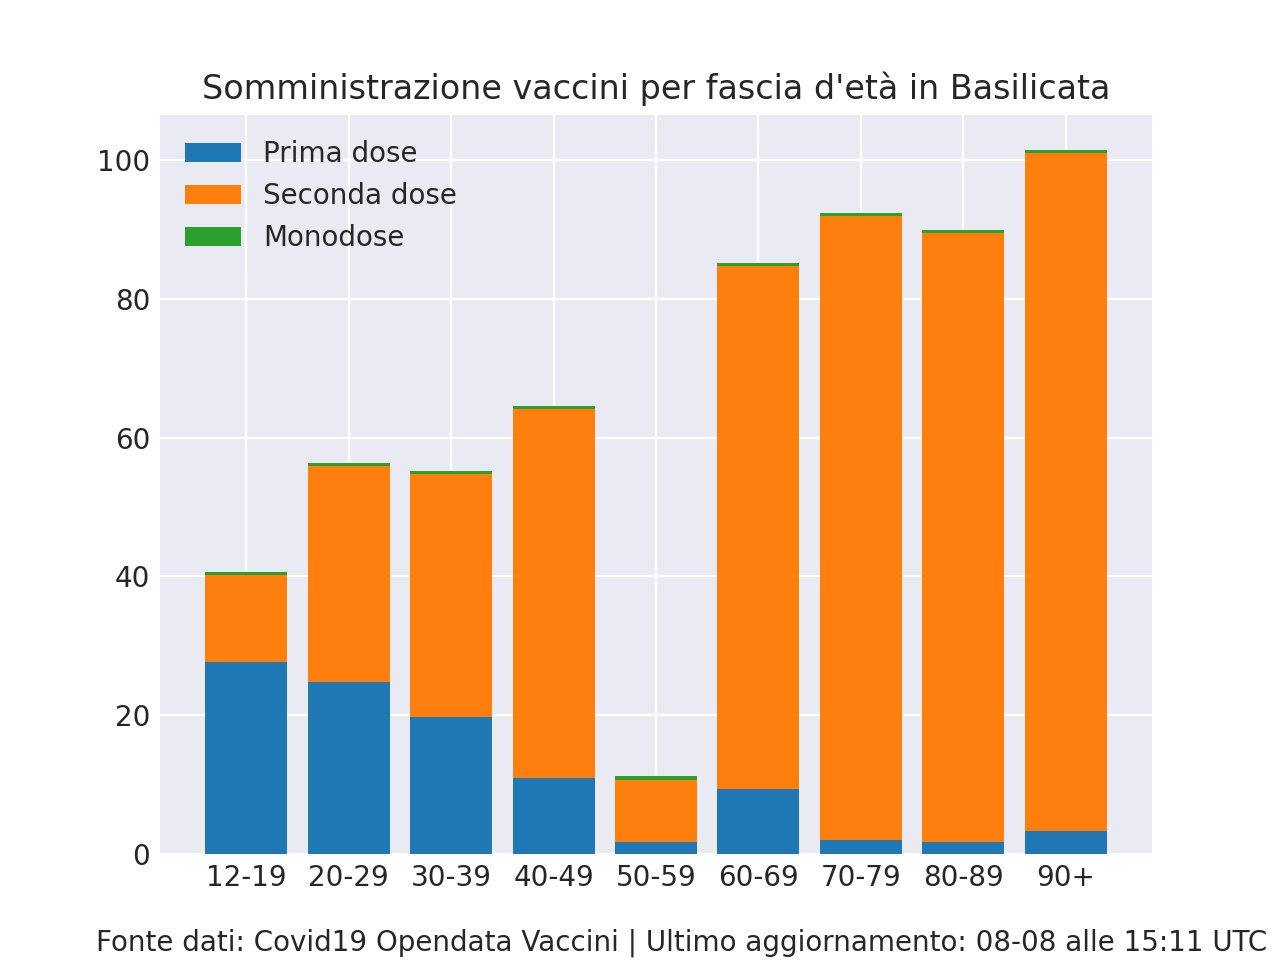 Somministrazione vaccini per fascia d'età in Basilicata
Prima dose
Seconda dose
Monodose
100
80
60
40
20
0
12-19 20-29 30-39 40-49 50-59 60-69 70-79 80-89 90+
Fonte dati: Covid19 Opendata Vaccini | Ultimo aggiornamento: 08-08 alle 15:11 UTC